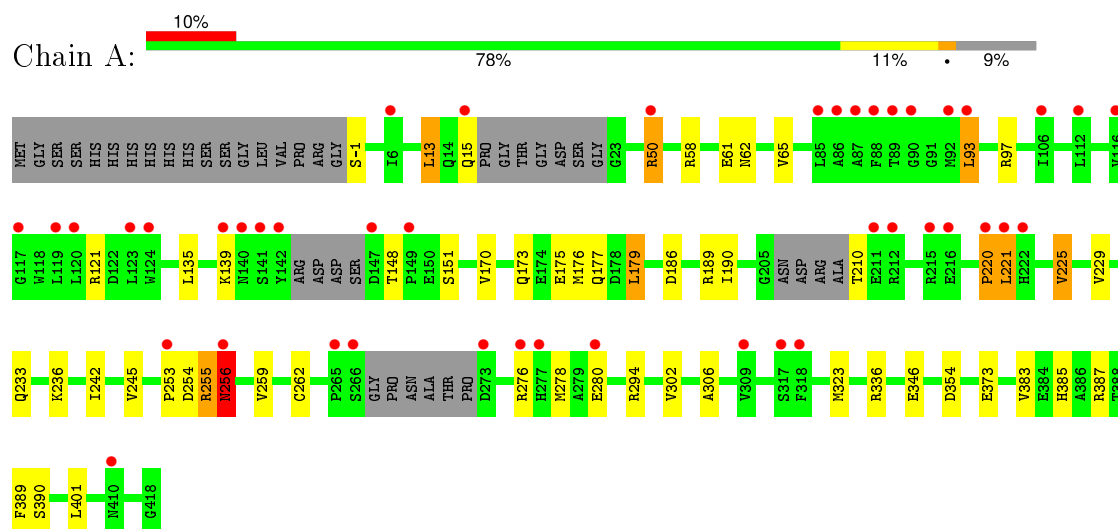 10%
Chain A:
78% 11% • 9%
MET GLY SER SER HIS HIS HIS PRO HIS HIS HIS SER SER GLY LEU VAL PRO ARG GLY S-1 I6 L13 Q14 Q15 PRO GLY THR GLY ASP SER GLY G23 R50 R58 E61 N62 V65 L85 A86 A87 F88 T89 G90 G91 M92 L93 R97 I106 L112
G117 W118 L119 L120 R121 D122 L123 W124 L135 K139 N140 S141 Y142 ARG ASP ASP SER D147 T148 P149 E150 S151 V170 Q173 E174 E175 M176 Q177 D178 L179 D186 R189 I190 G205 ASN ASP ARG ALA T210 E211 R212 R215 E216 P220 L221 H222 V225 V229
Q233 K236 I242 V245 P253 D254 R255 N256 V259 C262 P265 S266 GLY PRO ASN ALA THR PRO D273 R276 H277 M278 A279 E280 R294 V302 A306 V309 S317 F318 M323 R336 E346 D354 E373 V383 E384 H385 A386 R387 T388
F389 S390 L401 N410 G418